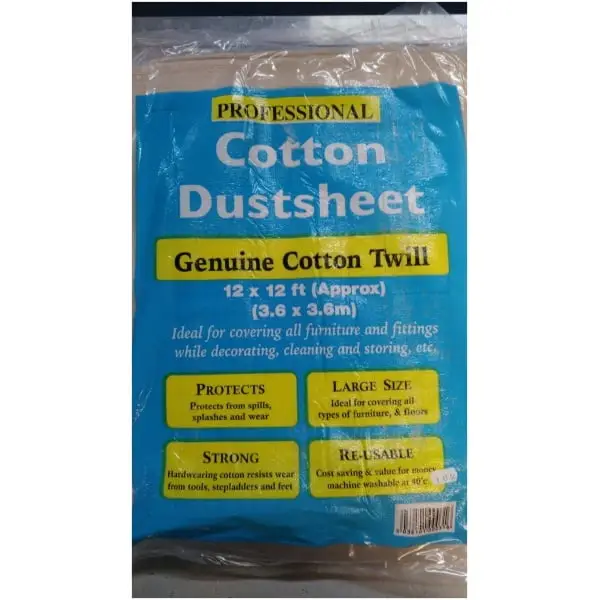 PROFESSIONAL
Cotton
Dustsheet
Genuine Cotton Twill
12 x 12 ft (Approx)
(3.6 x 3.6m)
Ideal for covering all furniture and fittings
while decorating, cleaning and storing, etc.
PROTECTS
Protects from spills,
splashes and wear
LARGE SIZE
Ideal for covering all
types of furniture, & floors
STRONG
Hardwearing cotton resists wear
from tools, stepladders and feet
RE-USABLE
Cost saving & value for money
machine washable at 40°c